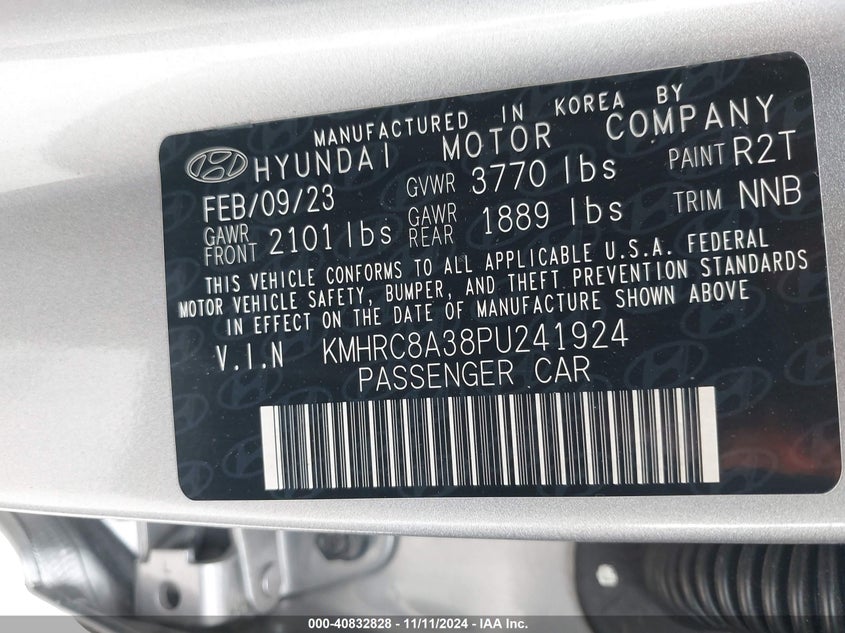 MANUFACTURED IN KOREA BY
HYUNDAI MOTOR COMPANY
FEB/09/23 GVWR 3770 lbs PAINT R2T
GAWR FRONT 2101 lbs GAWR REAR 1889 lbs TRIM NNB
THIS VEHICLE CONFORMS TO ALL APPLICABLE U.S.A. FEDERAL
MOTOR VEHICLE SAFETY, BUMPER, AND THEFT PREVENTION STANDARDS
IN EFFECT ON THE DATE OF MANUFACTURE SHOWN ABOVE
V.I.N KMHRC8A38PU241924
PASSENGER CAR
000-40832828 - 11/11/2024 - IAA Inc.